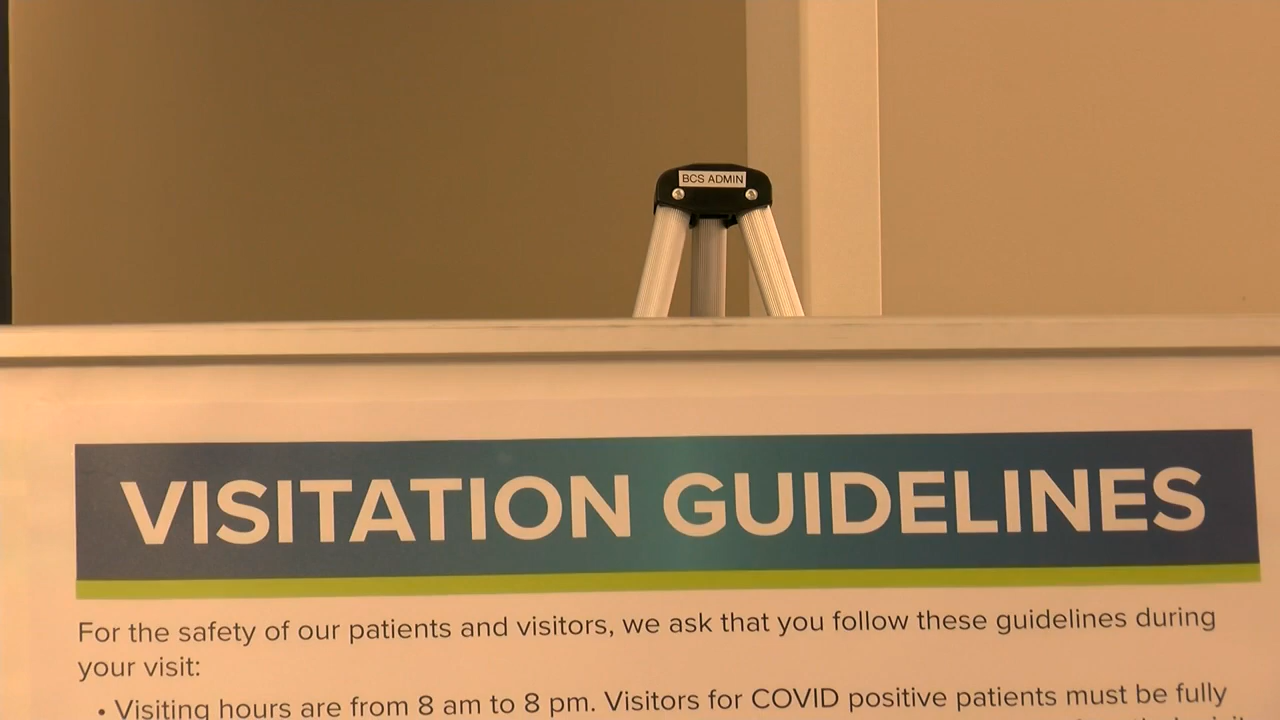 BCS ADMIN
VISITATION GUIDELINES
For the safety of our patients and visitors, we ask that you follow these guidelines during
your visit:
• Visiting hours are from 8 am to 8 pm. Visitors for COVID positive patients must be fully